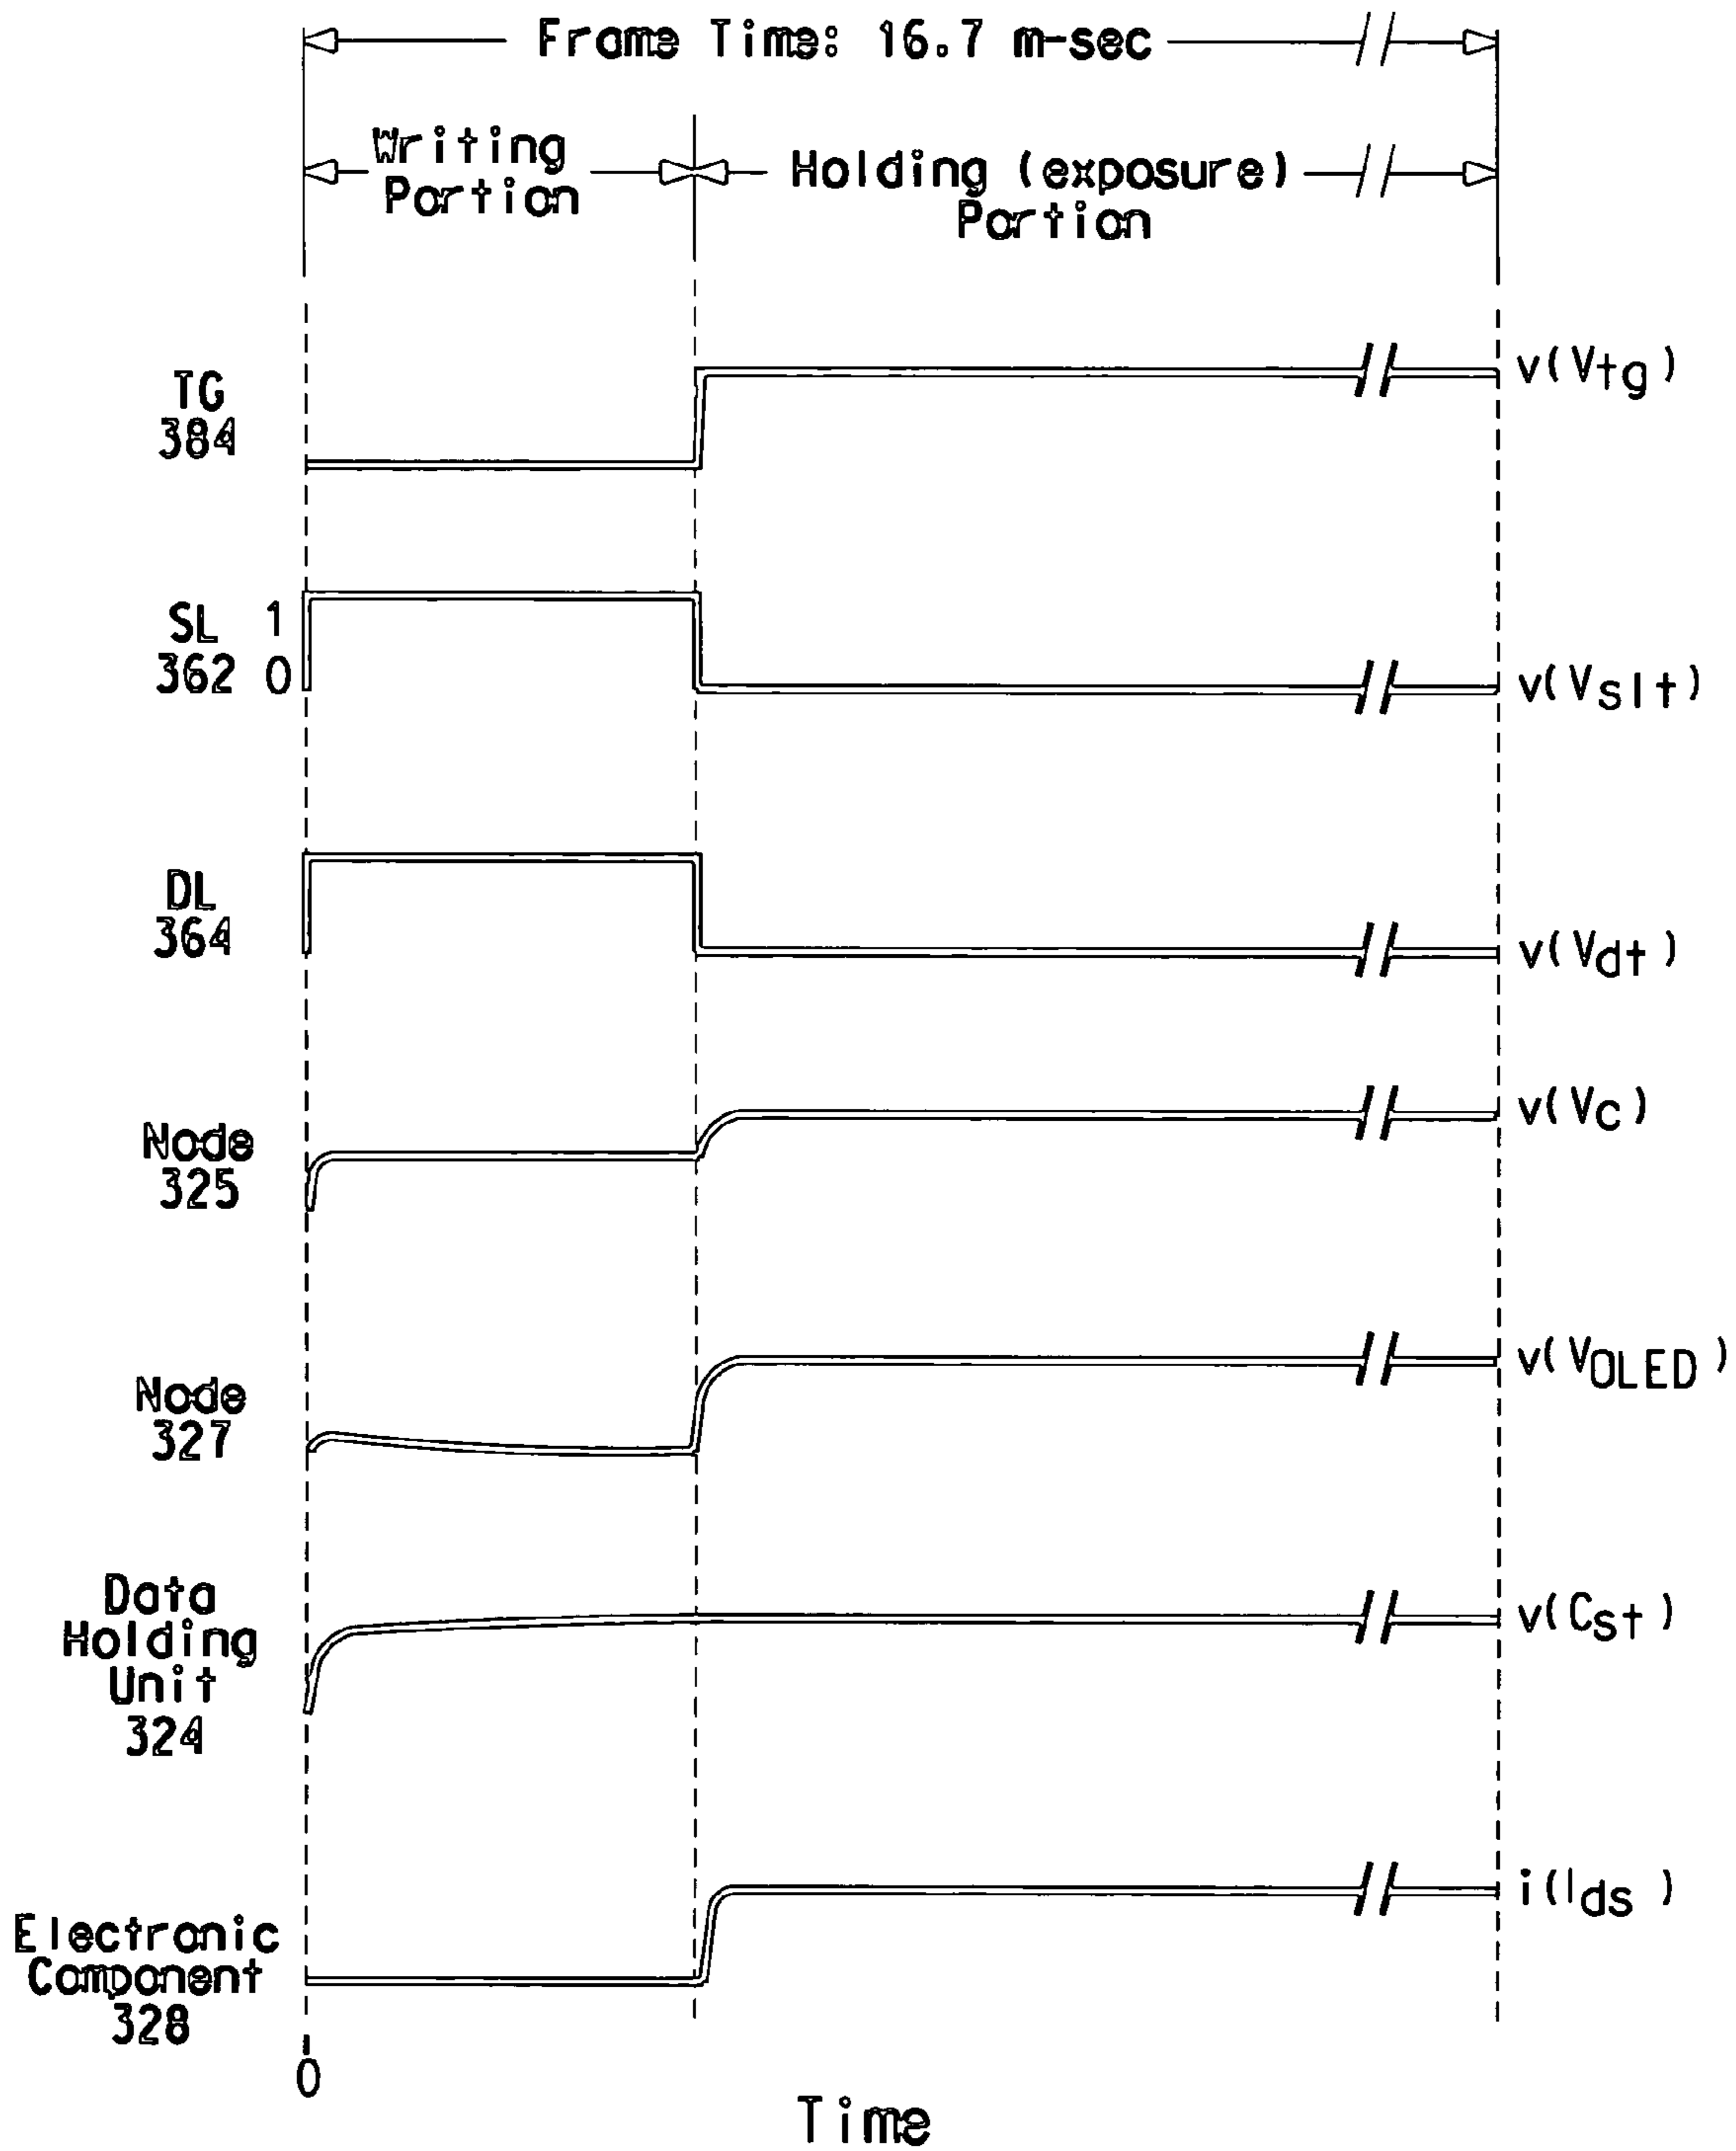 Frame Time: 16.7 m-sec
Writing
Portion
Holding (exposure)
Portion
TG
384
v(Vtg)
SL 1
362 0
v(Vslt)
DL
364
v(Vdt)
Node
325
v(VC)
Node
327
v(VOLED)
Data
Holding
Unit
324
v(Cst)
Electronic
Component
328
i(Ids)
0
Time